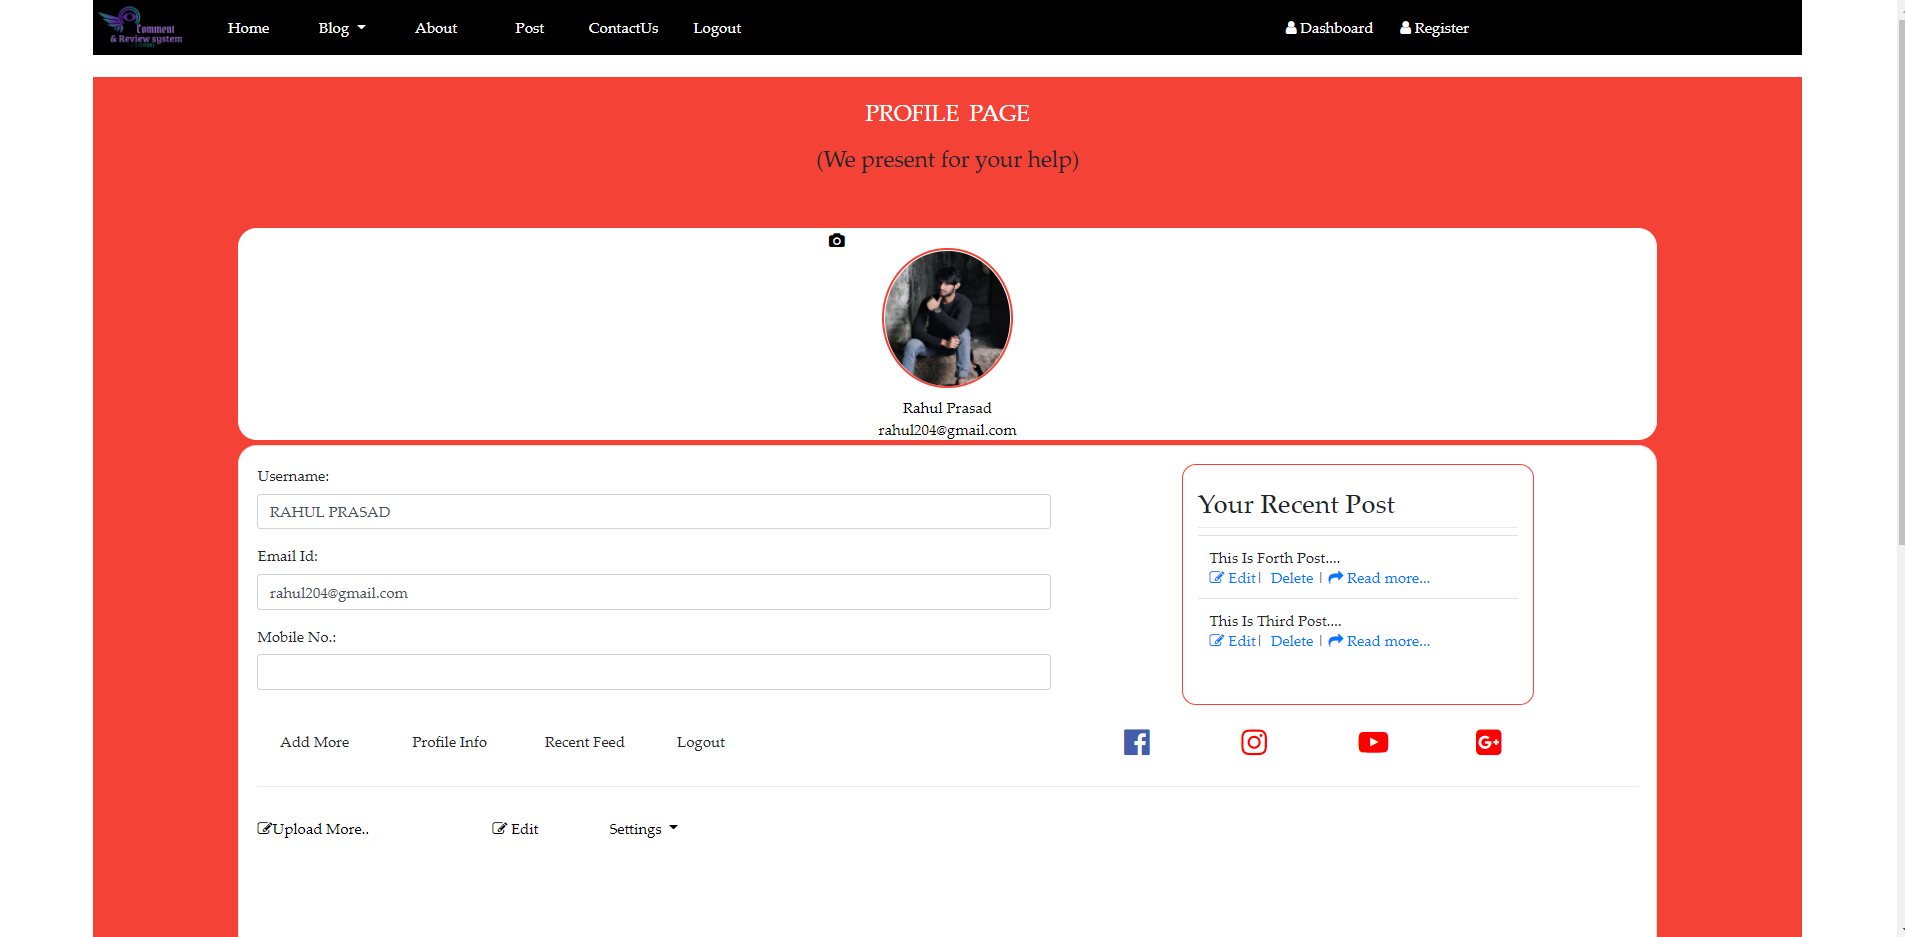 Comment
& Review system
Home Blog About Post ContactUs Logout Dashboard Register
PROFILE PAGE
(We present for your help)
Rahul Prasad
rahul204@gmail.com
Username:
RAHUL PRASAD
Email Id:
rahul204@gmail.com
Mobile No.:
Your Recent Post
This Is Forth Post....
Edit| Delete | Read more...
This Is Third Post....
Edit| Delete | Read more...
Add More Profile Info Recent Feed Logout
Upload More.. Edit Settings